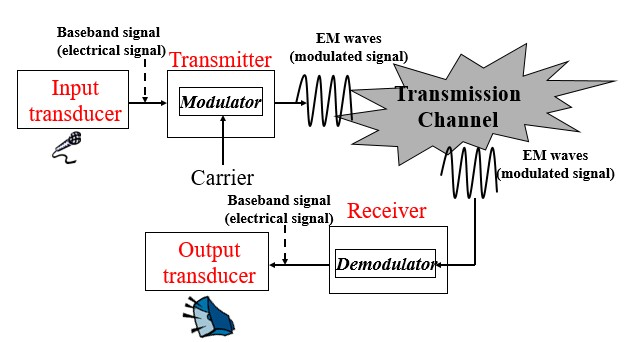 Baseband signal
(electrical signal)
EM waves
(modulated signal)
Transmitter
Input
transducer
Modulator
Transmission
Channel
Carrier
EM waves
(modulated signal)
Baseband signal
(electrical signal)
Receiver
Output
transducer
Demodulator